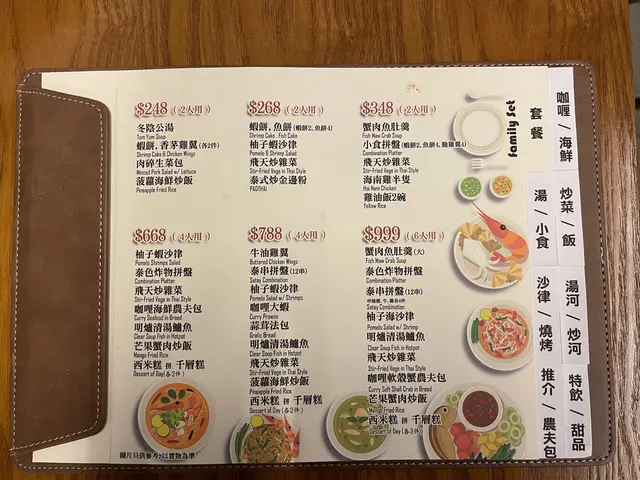 $248 (2人用)
冬陰公湯
Tom Yum Soup
蝦餅, 香茅雞翼 (各2件)
Shrimp Cake & Chicken Wings
肉碎生菜包
Minced Pork Salad w/ Lettuce
菠蘿海鮮炒飯
Pineapple Fried Rice
$268 (2人用)
蝦餅, 魚餅 (蝦餅2, 魚餅4)
Shrimp Cake , Fish Cake
柚子蝦沙律
Pomelo & Shrimp Salad
飛天炒雜菜
Stir-Fried Vege in Thai Style
泰式炒金邊粉
PADTHAI
$348 (2人用)
蟹肉魚肚羹
Fish Maw Crab Soup
小食拼盤 (蝦餅2, 魚餅4, 脆雞翼4)
Combination Platter
飛天炒雜菜
Stir-Fried Vege in Thai Style
海南雞半隻
Hai Nam Chicken
雞油飯2碗
Yellow Rice
$668 (4人用)
柚子蝦沙律
Pomelo Shrimps Salad
泰色炸物拼盤
Combination Platter
飛天炒雜菜
Stir-Fried Vege in Thai Style
咖喱海鮮農夫包
Curry Seafood in Bread
明爐清湯鱸魚
Clear Soup Fish in Hotpot
芒果蟹肉炒飯
Mango Fried Rice
西米糕 拼 千層糕
Dessert of Day (各2件)
$788 (4人用)
牛油雞翼
Buttered Chicken Wings
泰串拼盤 (12串)
Satay Combination
柚子蝦沙律
Pomelo Salad w/ Shrimps
咖喱大蝦
Curry Prawns
蒜茸法包
Gralic Bread
明爐清湯鱸魚
Clear Soup Fish in Hotpot
飛天炒雜菜
Stir-Fried Vege in Thai Style
菠蘿海鮮炒飯
Pineapple Fried Rice
西米糕 拼 千層糕
Dessert of Day (各2件)
$999 (6人用)
蟹肉魚肚羹 (大)
Fish Maw Crab Soup
泰色炸物拼盤
Combination Platter
泰串拼盤 (12串)
Satay Combination
柚子海沙律
Pomelo Salad w/ Shrimp
明爐清湯鱸魚
Clear Soup Fish in Hotpot
飛天炒雜菜
Stir-Fried Vege in Thai Style
咖喱軟殼蟹農夫包
Curry Soft Shall Crab in Bread
芒果蟹肉炒飯
Mango Fried Rice
西米糕 拼 千層糕
Dessert of Day (各3件)
圖片只供參考, 以實物為準
Family Set
套餐
咖喱/海鮮
炒菜/飯
湯/小食
湯河/炒河
沙律/燒烤
特飲/甜品
推介/農夫包